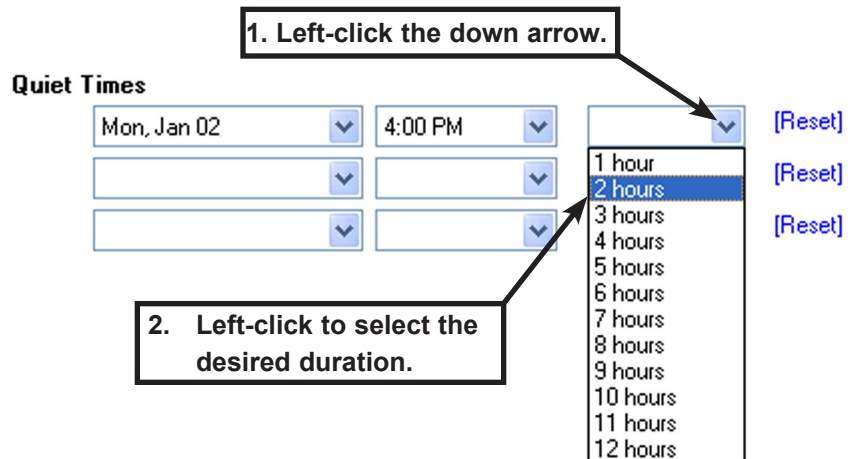 1. Left-click the down arrow.
Quiet Times
Mon, Jan 02 4:00 PM [Reset]
1 hour
[Reset]
2 hours
3 hours
[Reset]
4 hours
5 hours
6 hours
2. Left-click to select the
desired duration.
7 hours
8 hours
9 hours
10 hours
11 hours
12 hours